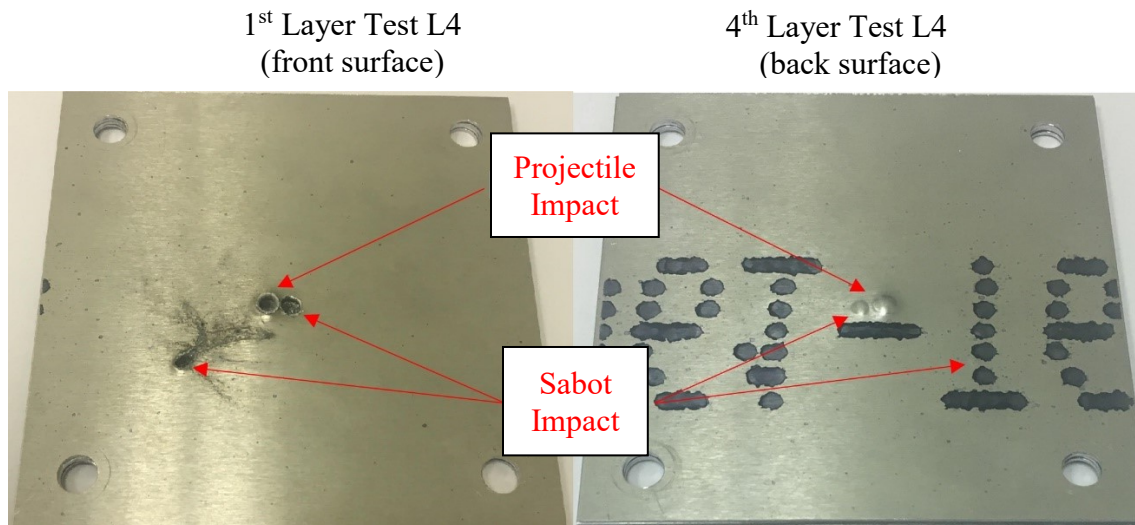 1ˢᵗ Layer Test L4
(front surface)
4ᵗʰ Layer Test L4
(back surface)
Projectile
Impact
Sabot
Impact